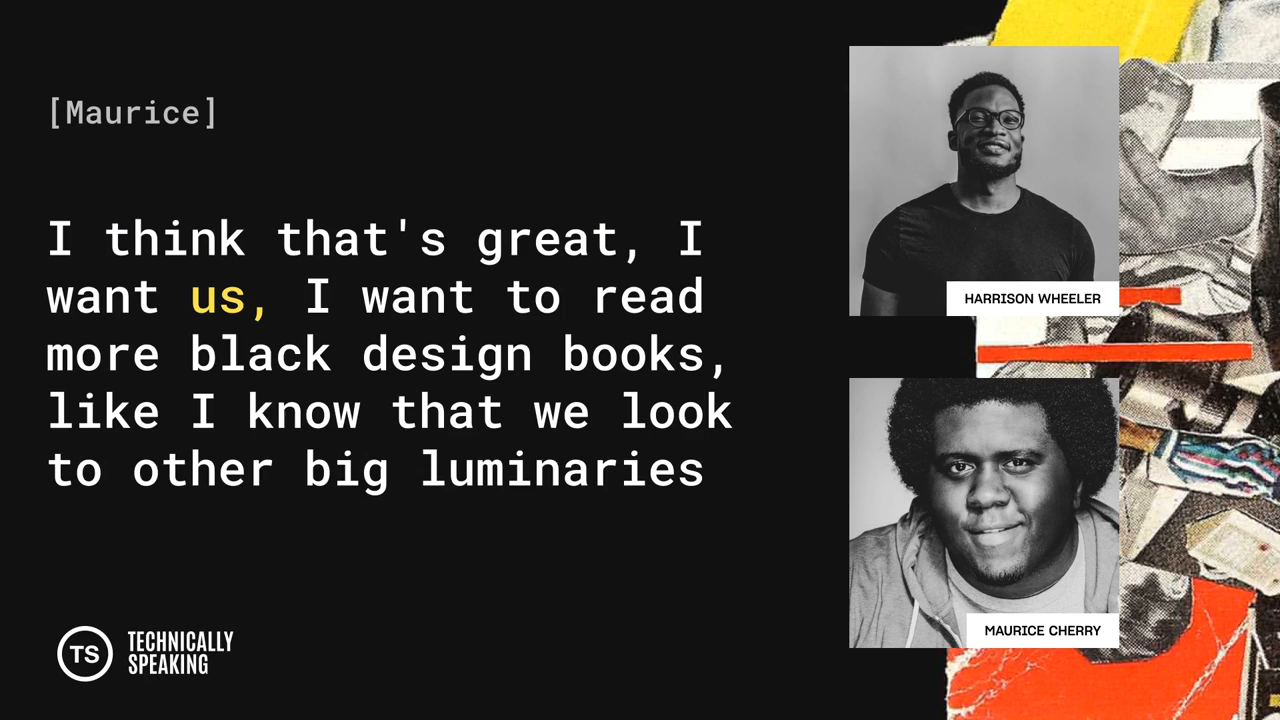 [Maurice]
I think that's great, I
want us, I want to read
more black design books,
like I know that we look
to other big luminaries
HARRISON WHEELER
MAURICE CHERRY
TS
TECHNICALLY
SPEAKING